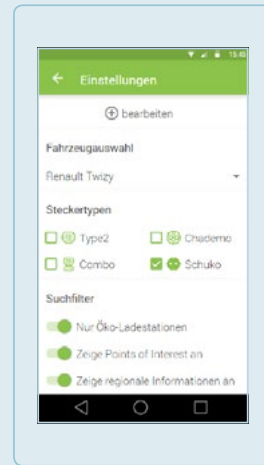 15:45
Einstellungen
bearbeiten
Fahrzeugauswahl
Renault Twizy
Steckertypen
Type2 Chademo
Combo Schuko
Suchfilter
Nur Öko-Ladestationen
Zeige Points of Interest an
Zeige regionale Informationen an